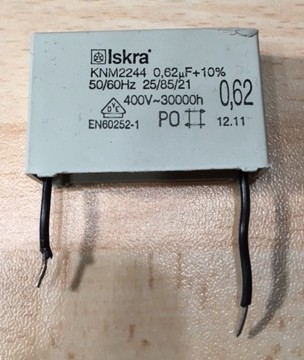 Iskra®
KNM2244 0,62µF+10%
50/60Hz 25/85/21
400V~30000h
0,62
EN60252-1 PO
12.11